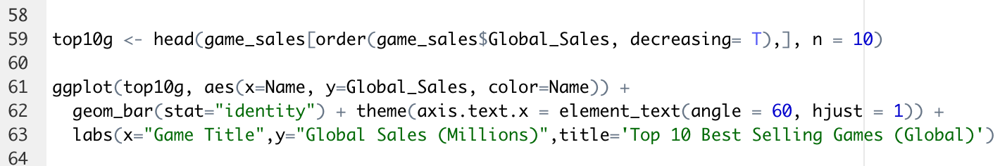 58
59 top10g <- head(game_sales[order(game_sales$Global_Sales, decreasing= T),], n = 10)
60
61 ggplot(top10g, aes(x=Name, y=Global_Sales, color=Name)) +
62   geom_bar(stat="identity") + theme(axis.text.x = element_text(angle = 60, hjust = 1)) +
63   labs(x="Game Title",y="Global Sales (Millions)",title='Top 10 Best Selling Games (Global)')
64